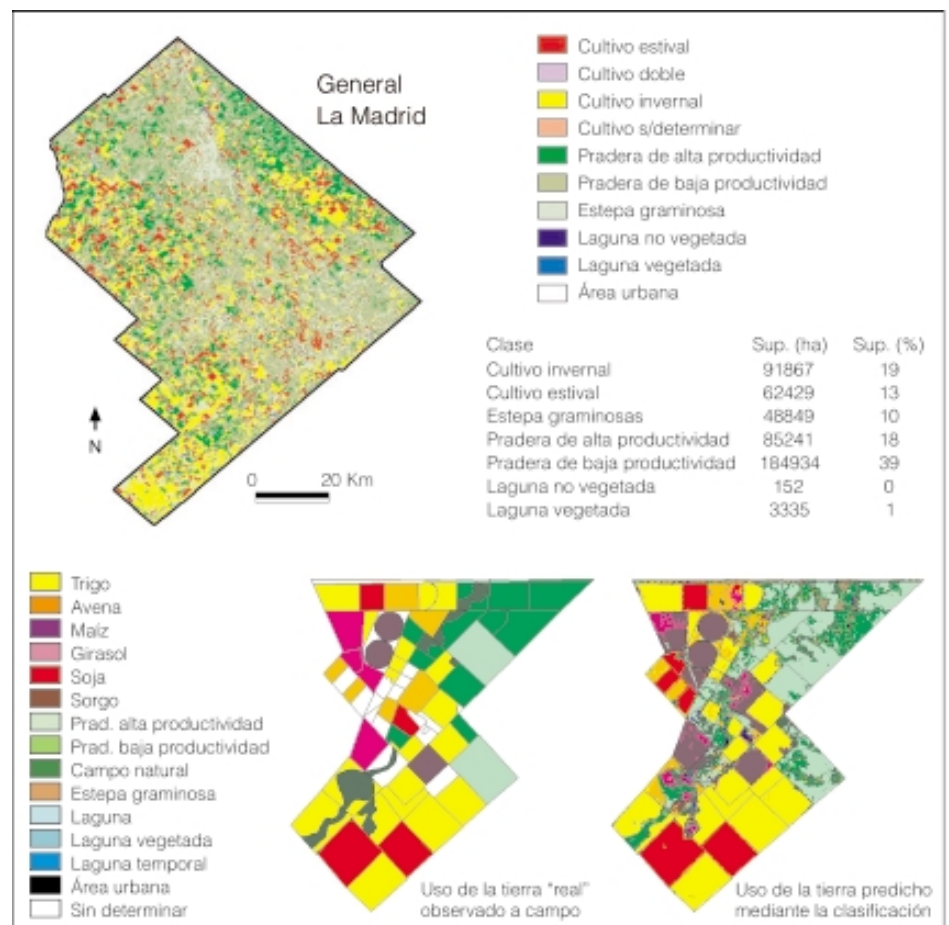 General
La Madrid
Cultivo estival
Cultivo doble
Cultivo invernal
Cultivo s/determinar
Pradera de alta productividad
Pradera de baja productividad
Estepa graminosa
Laguna no vegetada
Laguna vegetada
Área urbana
Clase Sup. (ha) Sup. (%)
Cultivo invernal 91867 19
Cultivo estival 62429 13
Estepa graminosas 48849 10
Pradera de alta productividad 85241 18
Pradera de baja productividad 184934 39
Laguna no vegetada 152 0
Laguna vegetada 3335 1
N
0 20 Km
Trigo
Avena
Maíz
Girasol
Soja
Sorgo
Prad. alta productividad
Prad. baja productividad
Campo natural
Estepa graminosa
Laguna
Laguna vegetada
Laguna temporal
Área urbana
Sin determinar
Uso de la tierra "real"
observado a campo
Uso de la tierra predicho
mediante la clasificación